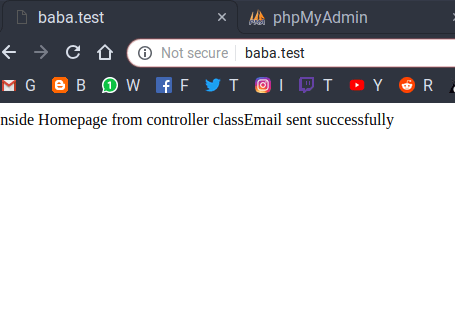 baba.test
phpMyAdmin
Not secure baba.test
G B W F T I T Y R
nside Homepage from controller classEmail sent successfully